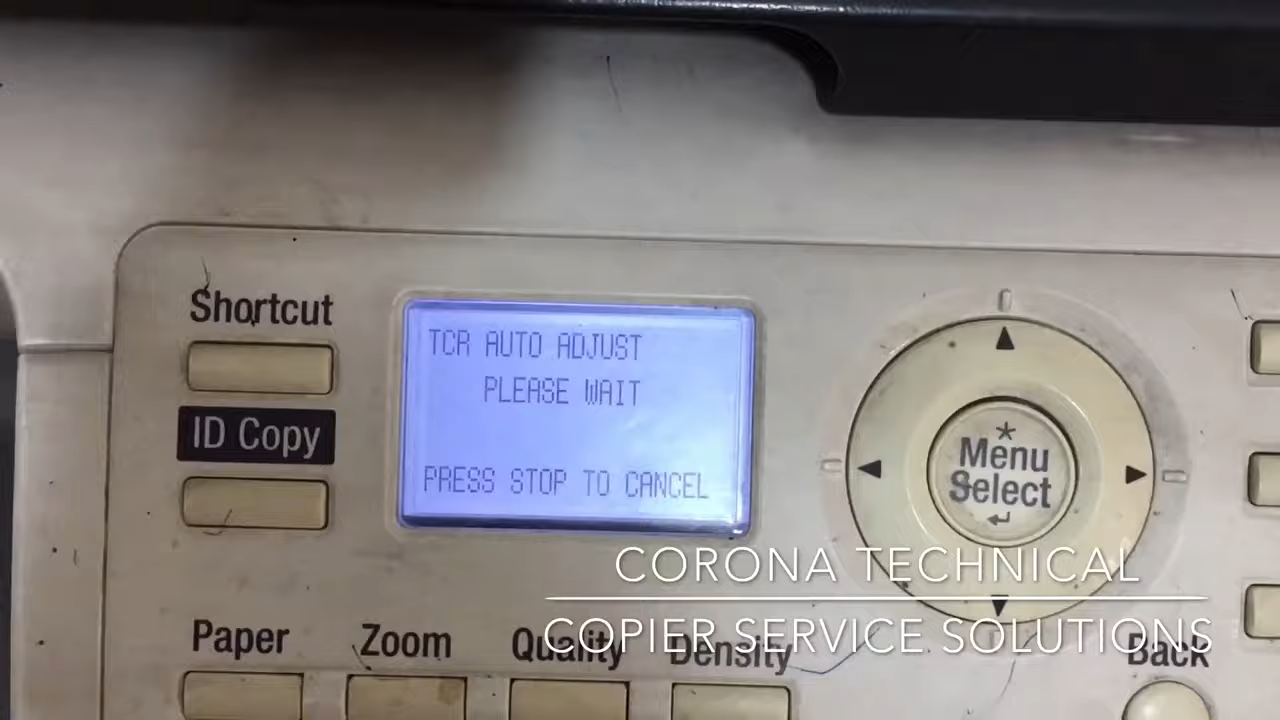 Shortcut
ID Copy
TCR AUTO ADJUST
PLEASE WAIT
PRESS STOP TO CANCEL
* Menu
Select
Paper
Zoom
Quality
Density
Back
CORONA TECHNICAL
COPIER SERVICE SOLUTIONS